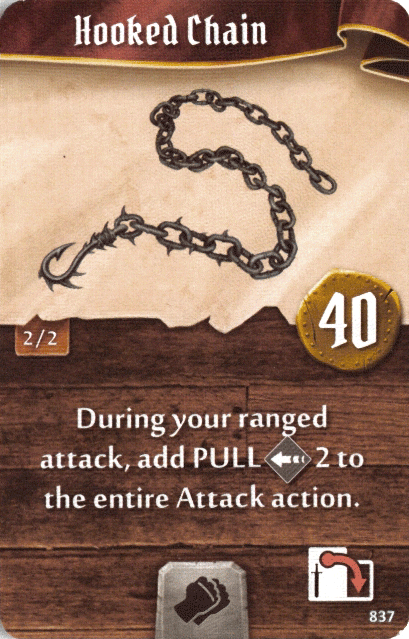 Hooked Chain
40
2/2
During your ranged
attack, add PULL 2 to
the entire Attack action.
837